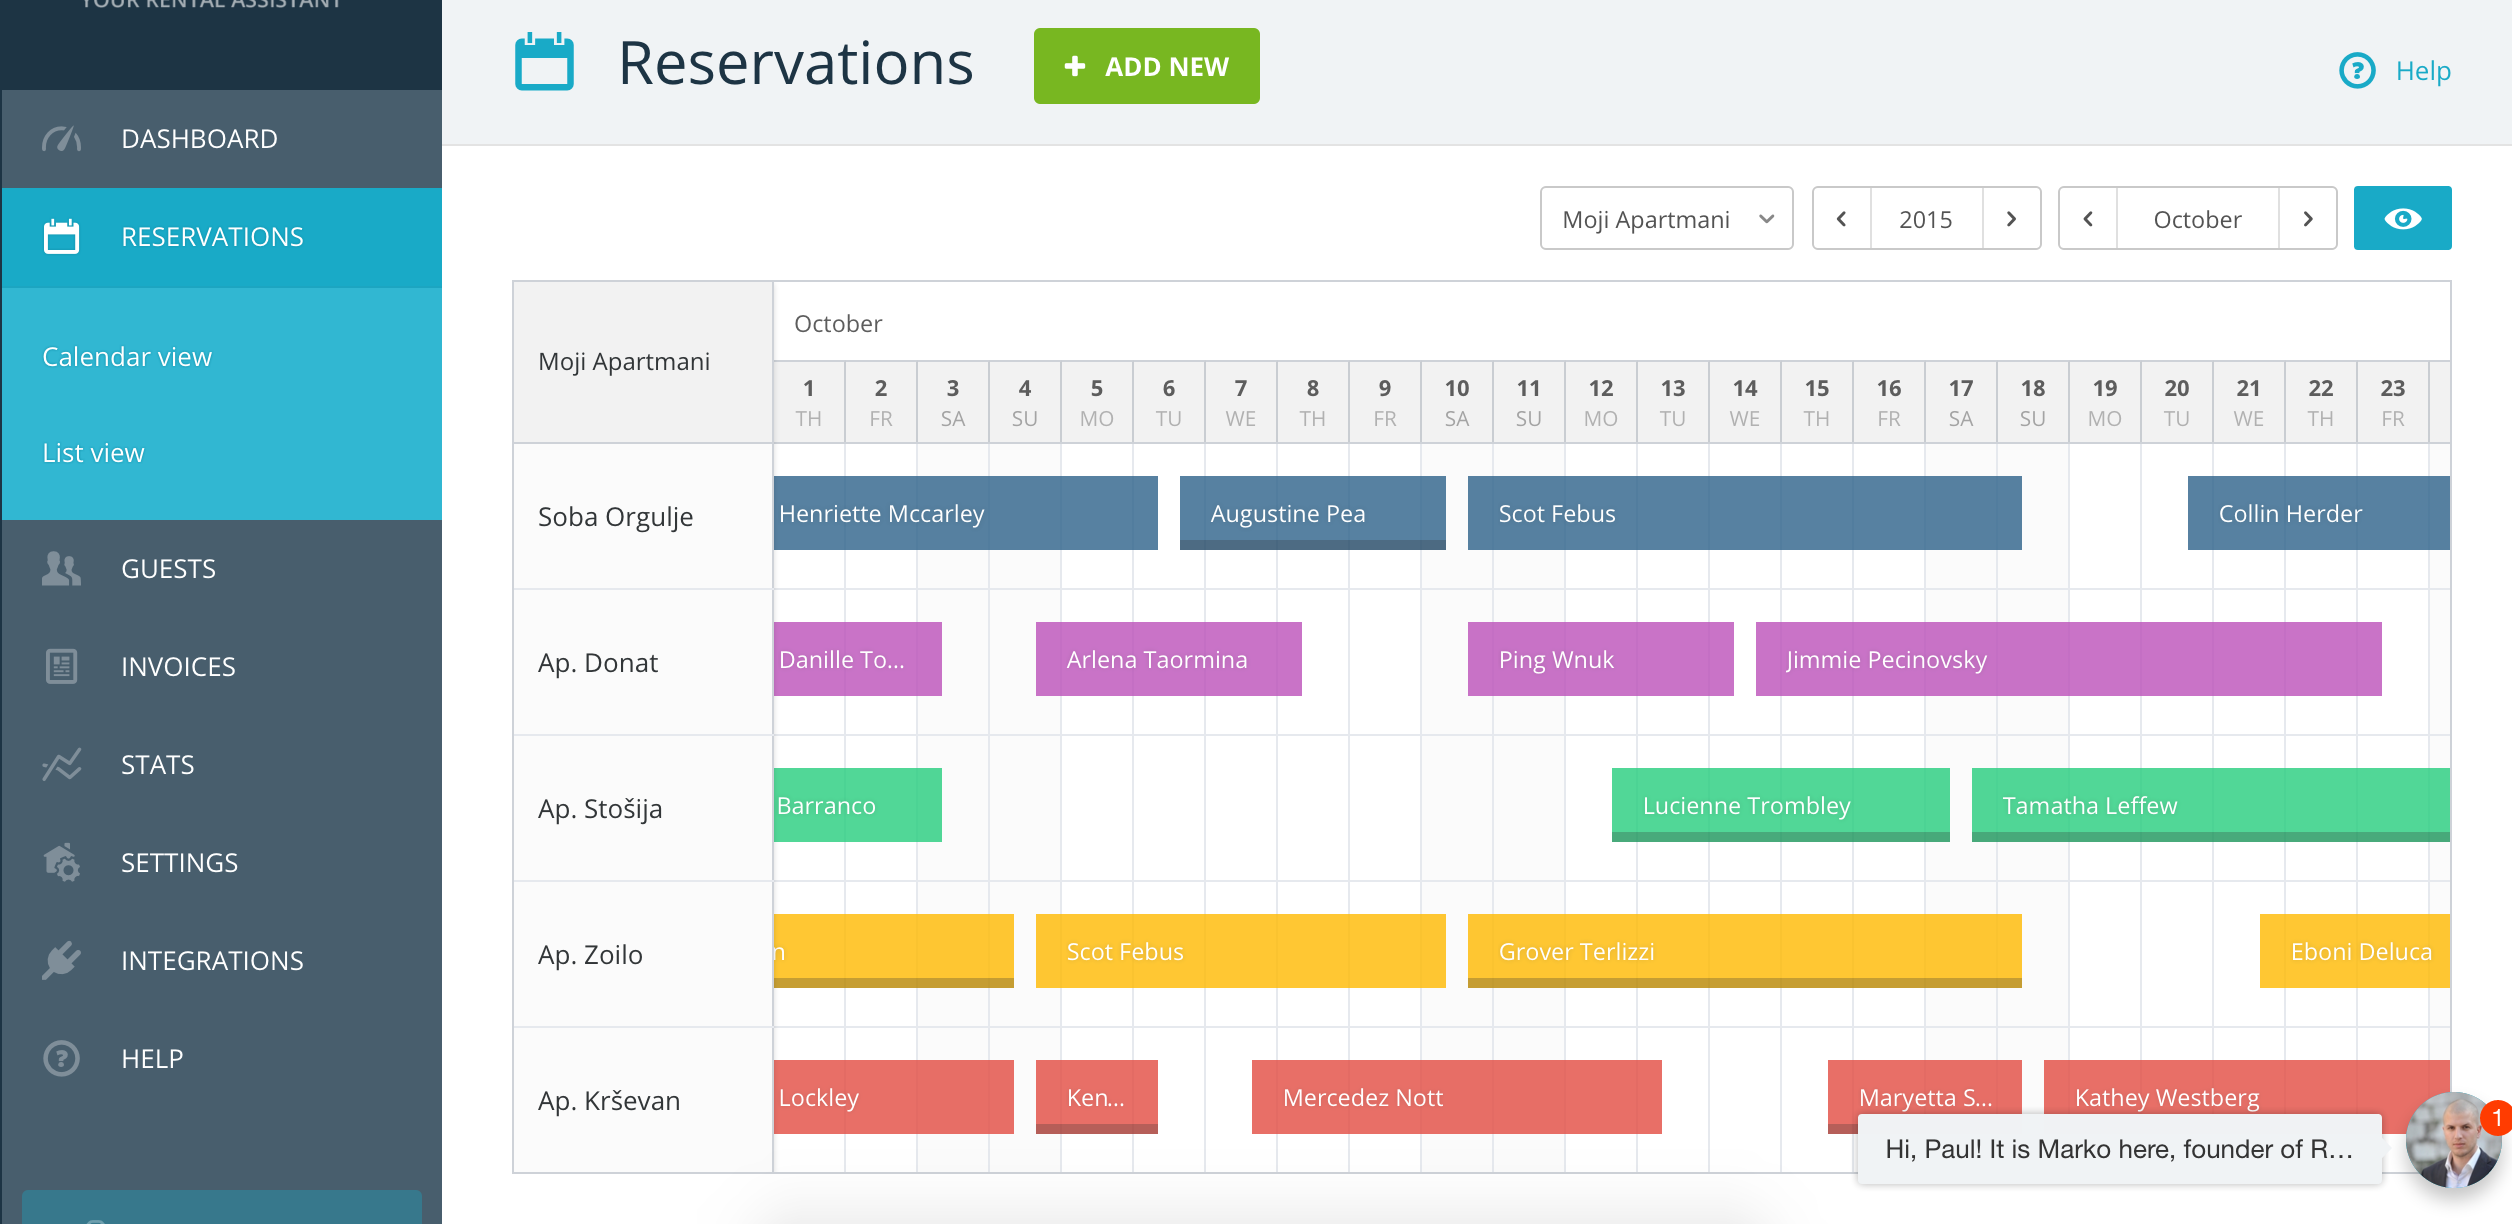 YOUR RENTAL ASSISTANT
DASHBOARD
RESERVATIONS
Calendar view
List view
GUESTS
INVOICES
STATS
SETTINGS
INTEGRATIONS
HELP
Reservations
+ ADD NEW
? Help
Moji Apartmani
2015
October
Moji Apartmani
October
1 2 3 4 5 6 7 8 9 10 11 12 13 14 15 16 17 18 19 20 21 22 23
TH FR SA SU MO TU WE TH FR SA SU MO TU WE TH FR SA SU MO TU WE TH FR
Soba Orgulje
Henriette Mccarley
Augustine Pea
Scot Febus
Collin Herder
Ap. Donat
Danille To...
Arlena Taormina
Ping Wnuk
Jimmie Pecinovsky
Ap. Stošija
Barranco
Lucienne Trombley
Tamatha Leffew
Ap. Zoilo
n
Scot Febus
Grover Terlizzi
Eboni Deluca
Ap. Krševan
Lockley
Ken...
Mercedez Nott
Maryetta S...
Kathey Westberg
Hi, Paul! It is Marko here, founder of R...
1